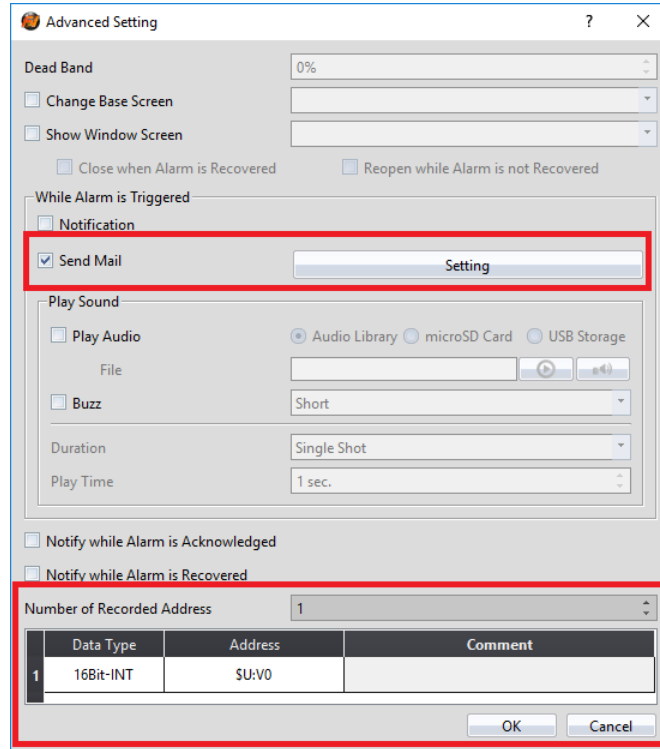 Advanced Setting ? ×
Dead Band 0%
Change Base Screen
Show Window Screen
Close when Alarm is Recovered Reopen while Alarm is not Recovered
While Alarm is Triggered
Notification
Send Mail Setting
Play Sound
Play Audio Audio Library microSD Card USB Storage
File
Buzz Short
Duration Single Shot
Play Time 1 sec.
Notify while Alarm is Acknowledged
Notify while Alarm is Recovered
Number of Recorded Address 1
Data Type Address Comment
1 16Bit-INT $U:V0
OK Cancel